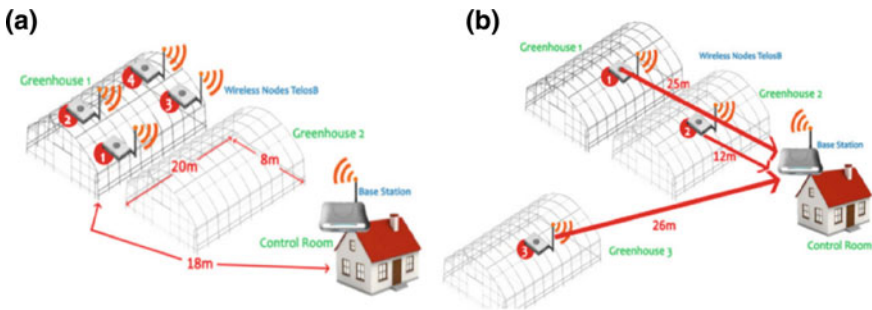 (a)
Greenhouse 1
4
2
3
1
Wireless Nodes TelosB
Greenhouse 2
20m
8m
Base Station
Control Room
18m
(b)
Greenhouse 1
Wireless Nodes TelosB
1
25m
Greenhouse 2
2
12m
Base Station
26m
Control Room
3
Greenhouse 3